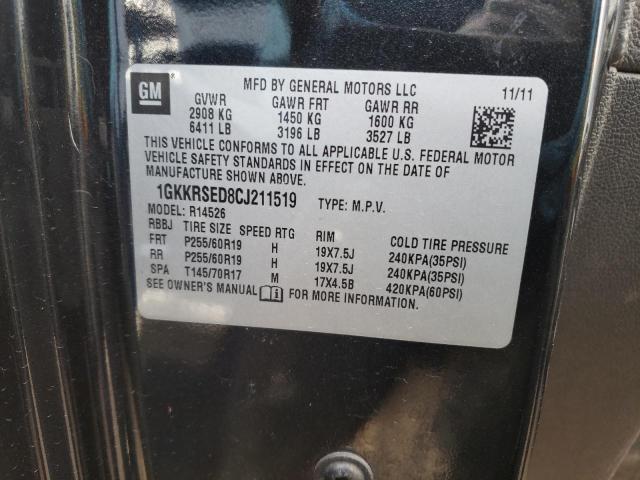 GM
MFD BY GENERAL MOTORS LLC 11/11
GVWR GAWR FRT GAWR RR
2908 KG 1450 KG 1600 KG
6411 LB 3196 LB 3527 LB
THIS VEHICLE CONFORMS TO ALL APPLICABLE U.S. FEDERAL MOTOR
VEHICLE SAFETY STANDARDS IN EFFECT ON THE DATE OF
MANUFACTURE SHOWN ABOVE.
1GKKRSED8CJ211519 TYPE: M.P.V.
MODEL: R14526
RBBJ TIRE SIZE SPEED RTG RIM COLD TIRE PRESSURE
FRT P255/60R19 H 19X7.5J 240KPA(35PSI)
RR P255/60R19 H 19X7.5J 240KPA(35PSI)
SPA T145/70R17 M 17X4.5B 420KPA(60PSI)
SEE OWNER'S MANUAL FOR MORE INFORMATION.